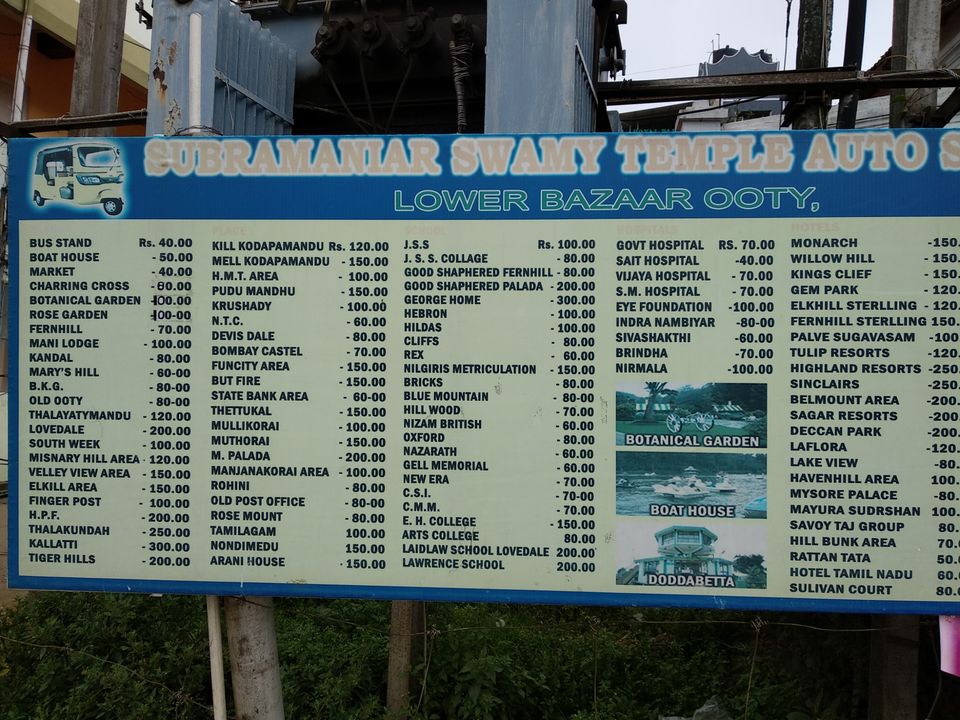 SUBRAMANIAR SWAMY TEMPLE AUTO S
LOWER BAZAAR OOTY,
BUS STAND Rs. 40.00
BOAT HOUSE - 50.00
MARKET - 40.00
CHARRING CROSS - 60.00
BOTANICAL GARDEN 100.00
ROSE GARDEN 100-00
FERNHILL - 70.00
MANI LODGE - 100.00
KANDAL - 80.00
MARY'S HILL - 60-00
B.K.G. - 80-00
OLD OOTY - 80-00
THALAYATYMANDU - 120.00
LOVEDALE - 200.00
SOUTH WEEK - 100.00
MISNARY HILL AREA - 120.00
VELLEY VIEW AREA - 150.00
ELKILL AREA - 150.00
FINGER POST - 100.00
H.P.F. - 200.00
THALAKUNDAH - 250.00
KALLATTI - 300.00
TIGER HILLS - 200.00
PLACE
KILL KODAPAMANDU Rs. 120.00
MELL KODAPAMANDU - 150.00
H.M.T. AREA - 100.00
PUDU MANDHU - 150.00
KRUSHADY - 100.00
N.T.C. - 60.00
DEVIS DALE - 80.00
BOMBAY CASTEL - 70.00
FUNCITY AREA - 150.00
BUT FIRE - 150.00
STATE BANK AREA - 60-00
THETTUKAL - 150.00
MULLIKORAI - 100.00
MUTHORAI - 150.00
M. PALADA - 200.00
MANJANAKORAI AREA - 100.00
ROHINI - 80.00
OLD POST OFFICE - 80-00
ROSE MOUNT - 80.00
TAMILAGAM 100.00
NONDIMEDU 150.00
ARANI HOUSE - 150.00
SCHOOL
J.S.S Rs. 100.00
J. S. S. COLLAGE - 80.00
GOOD SHAPHERED FERNHILL - 80.00
GOOD SHAPHERED PALADA - 200.00
GEORGE HOME - 300.00
HEBRON - 100.00
HILDAS - 100.00
CLIFFS - 80.00
REX - 60.00
NILGIRIS METRICULATION - 150.00
BRICKS - 80.00
BLUE MOUNTAIN - 80-00
HILL WOOD - 70.00
NIZAM BRITISH - 60.00
OXFORD - 80.00
NAZARATH - 60.00
GELL MEMORIAL - 60.00
NEW ERA - 70.00
C.S.I. - 70-00
C.M.M. - 70.00
E. H. COLLEGE - 150.00
ARTS COLLEGE 80.00
LAIDLAW SCHOOL LOVEDALE 200.00
LAWRENCE SCHOOL 200.00
HOSPITALS
GOVT HOSPITAL RS. 70.00
SAIT HOSPITAL -40.00
VIJAYA HOSPITAL - 70.00
S.M. HOSPITAL - 70.00
EYE FOUNDATION -100.00
INDRA NAMBIYAR -80-00
SIVASHAKTHI -60.00
BRINDHA -70.00
NIRMALA -100.00
BOTANICAL GARDEN
BOAT HOUSE
DODDABETTA
HOTELS
MONARCH -150.
WILLOW HILL - 150.
KINGS CLIEF - 150.
GEM PARK - 120.
ELKHILL STERLLING - 120.
FERNHILL STERLLING 150.
PALVE SUGAVASAM -100
TULIP RESORTS -120.
HIGHLAND RESORTS -250.
SINCLAIRS -250.
BELMOUNT AREA -200.
SAGAR RESORTS -200.
DECCAN PARK -200.
LAFLORA -120.
LAKE VIEW -80.
HAVENHILL AREA 100.
MYSORE PALACE -80.
MAYURA SUDRSHAN 100.
SAVOY TAJ GROUP 80.
HILL BUNK AREA 70.
RATTAN TATA 50.
HOTEL TAMIL NADU 60.
SULIVAN COURT 80.